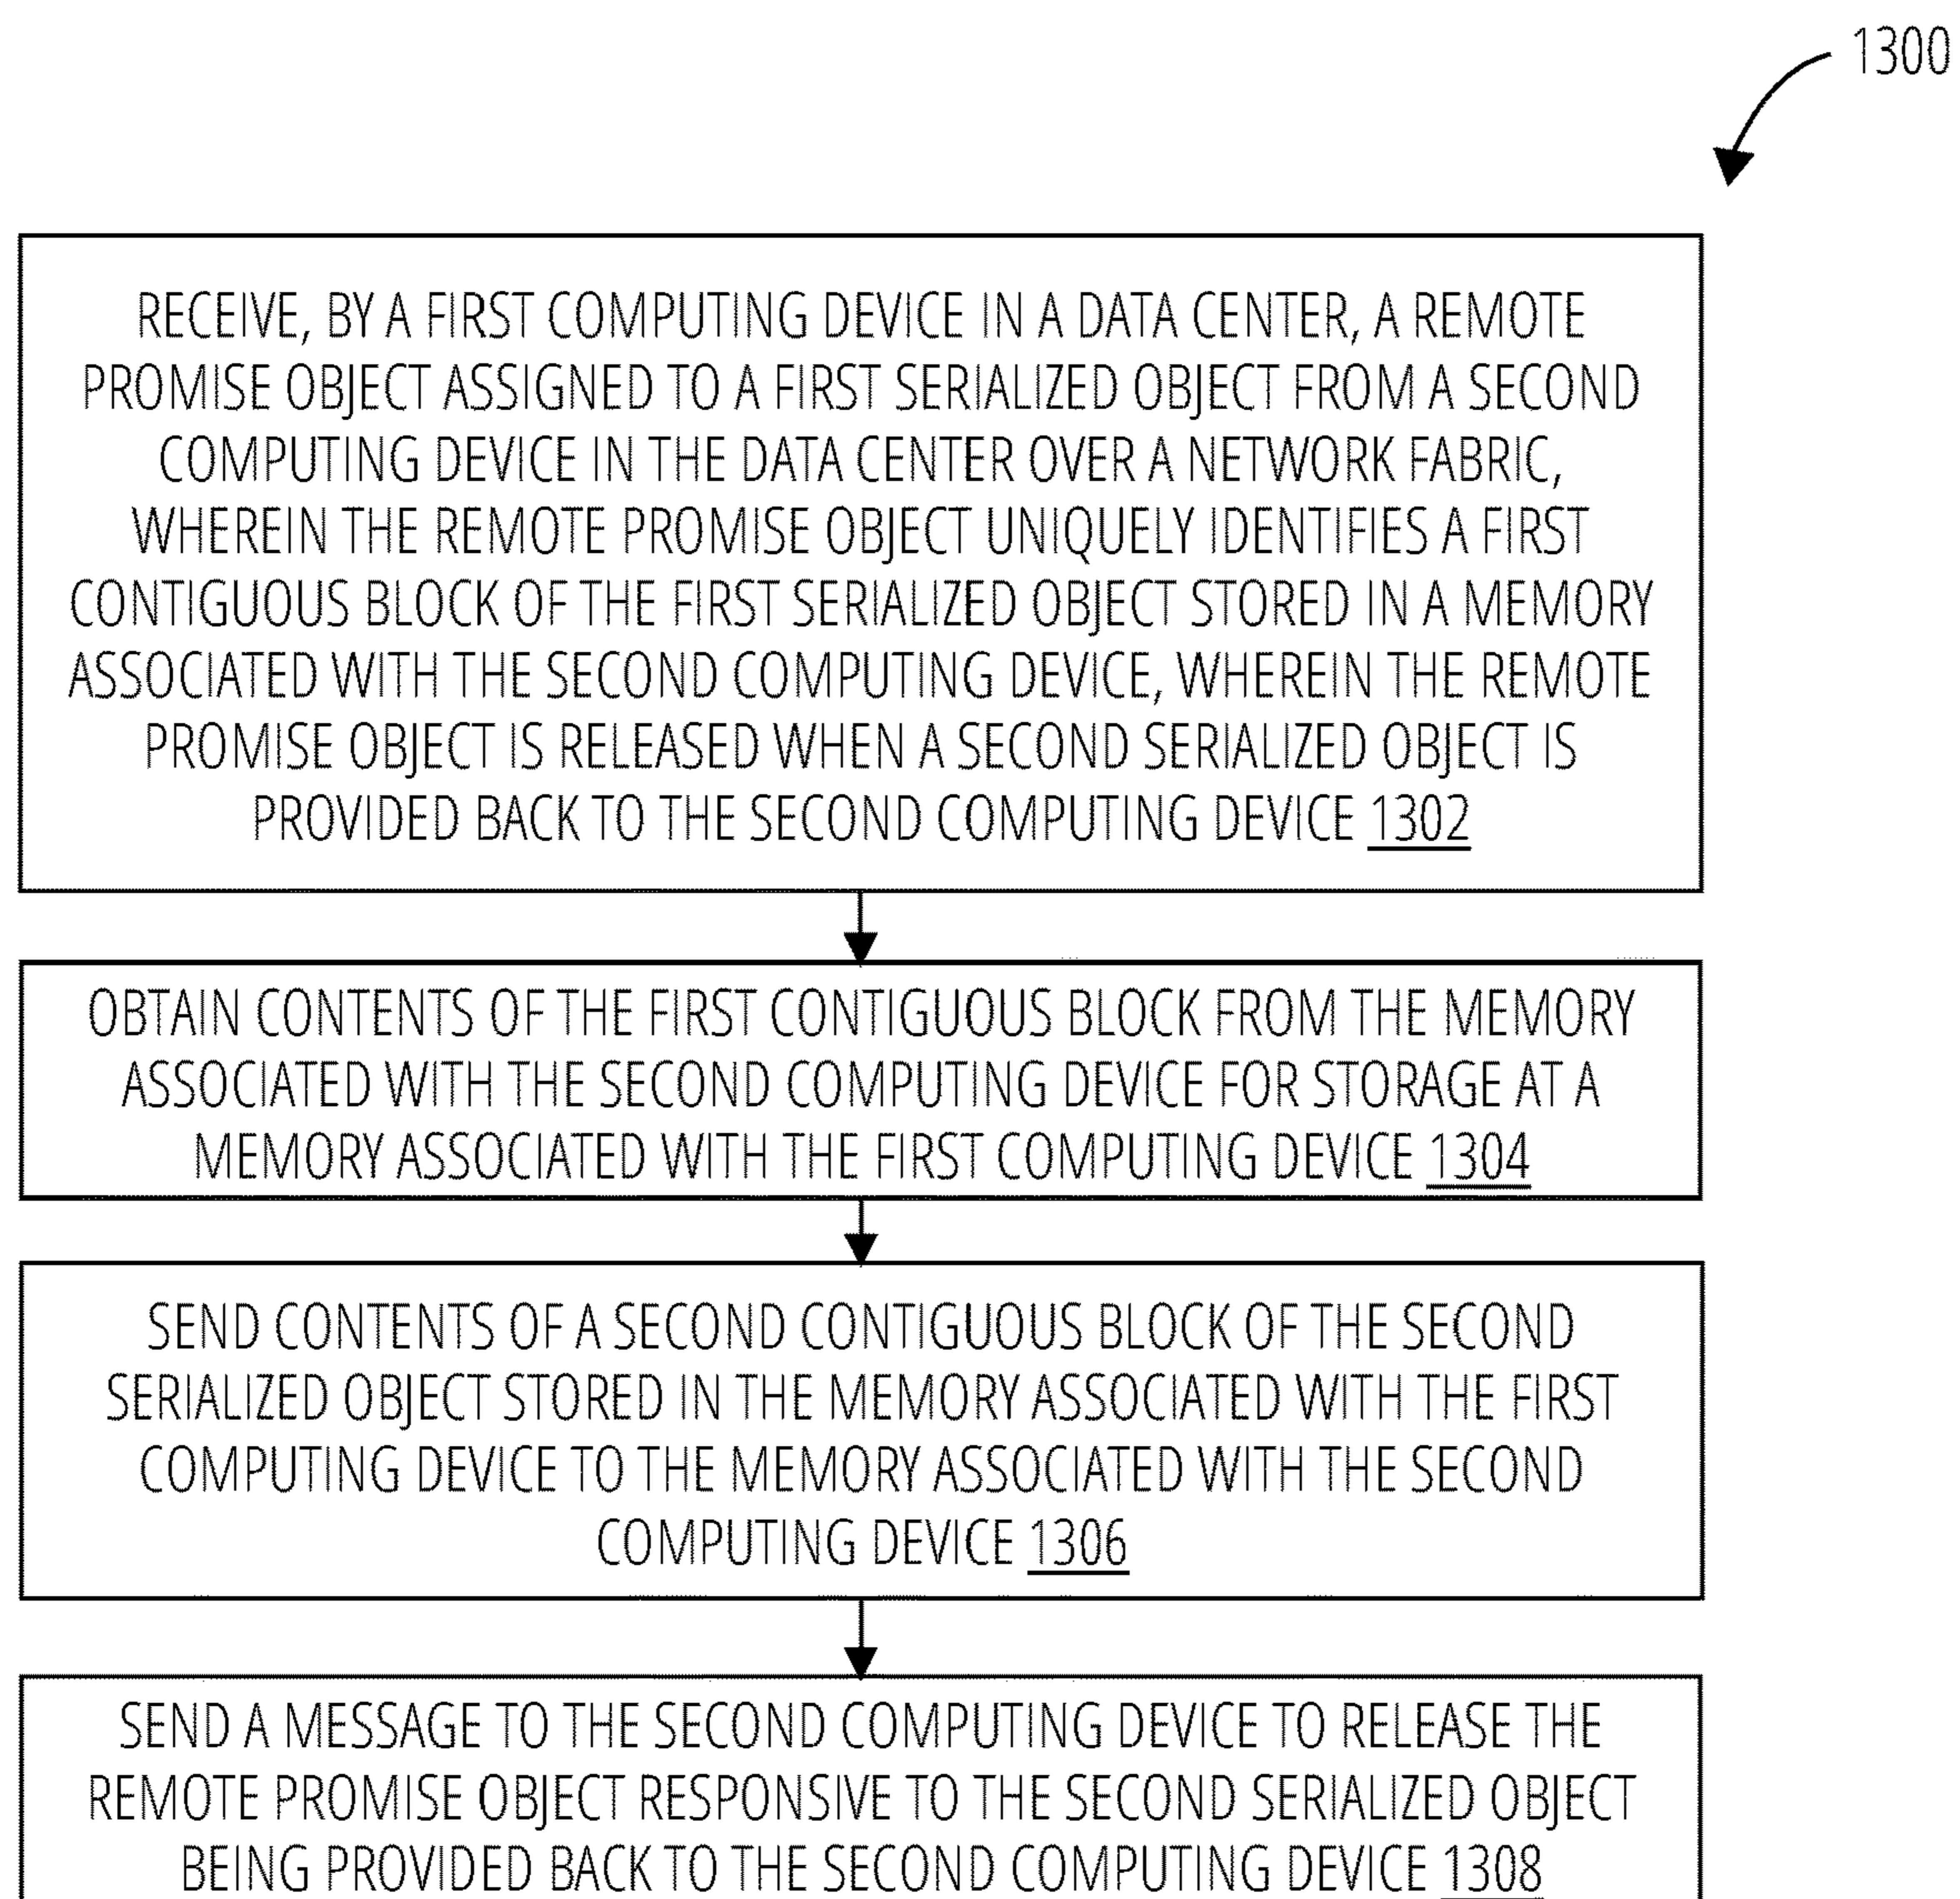 1300
RECEIVE, BY A FIRST COMPUTING DEVICE IN A DATA CENTER, A REMOTE
PROMISE OBJECT ASSIGNED TO A FIRST SERIALIZED OBJECT FROM A SECOND
COMPUTING DEVICE IN THE DATA CENTER OVER A NETWORK FABRIC,
WHEREIN THE REMOTE PROMISE OBJECT UNIQUELY IDENTIFIES A FIRST
CONTIGUOUS BLOCK OF THE FIRST SERIALIZED OBJECT STORED IN A MEMORY
ASSOCIATED WITH THE SECOND COMPUTING DEVICE, WHEREIN THE REMOTE
PROMISE OBJECT IS RELEASED WHEN A SECOND SERIALIZED OBJECT IS
PROVIDED BACK TO THE SECOND COMPUTING DEVICE 1302
OBTAIN CONTENTS OF THE FIRST CONTIGUOUS BLOCK FROM THE MEMORY
ASSOCIATED WITH THE SECOND COMPUTING DEVICE FOR STORAGE AT A
MEMORY ASSOCIATED WITH THE FIRST COMPUTING DEVICE 1304
SEND CONTENTS OF A SECOND CONTIGUOUS BLOCK OF THE SECOND
SERIALIZED OBJECT STORED IN THE MEMORY ASSOCIATED WITH THE FIRST
COMPUTING DEVICE TO THE MEMORY ASSOCIATED WITH THE SECOND
COMPUTING DEVICE 1306
SEND A MESSAGE TO THE SECOND COMPUTING DEVICE TO RELEASE THE
REMOTE PROMISE OBJECT RESPONSIVE TO THE SECOND SERIALIZED OBJECT
BEING PROVIDED BACK TO THE SECOND COMPUTING DEVICE 1308